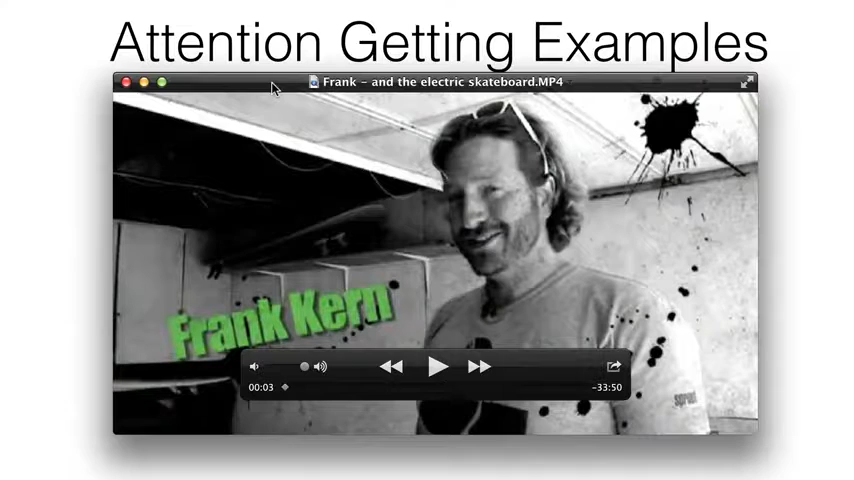 Attention Getting Examples
Frank - and the electric skateboard.MP4
Frank Kern
00:03
-33:50